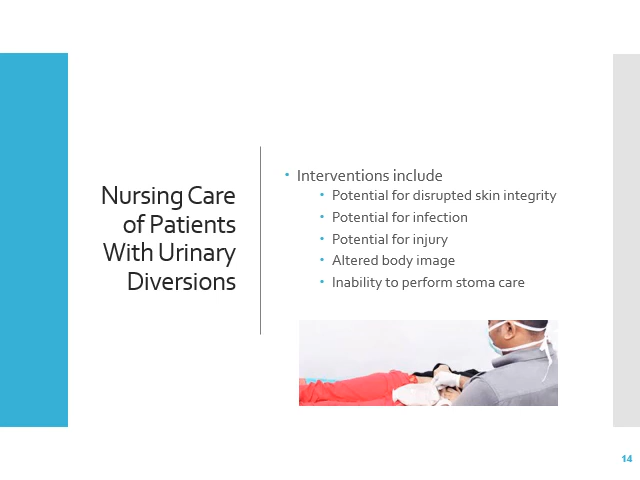 Nursing Care
of Patients
With Urinary
Diversions
• Interventions include
• Potential for disrupted skin integrity
• Potential for infection
• Potential for injury
• Altered body image
• Inability to perform stoma care
14